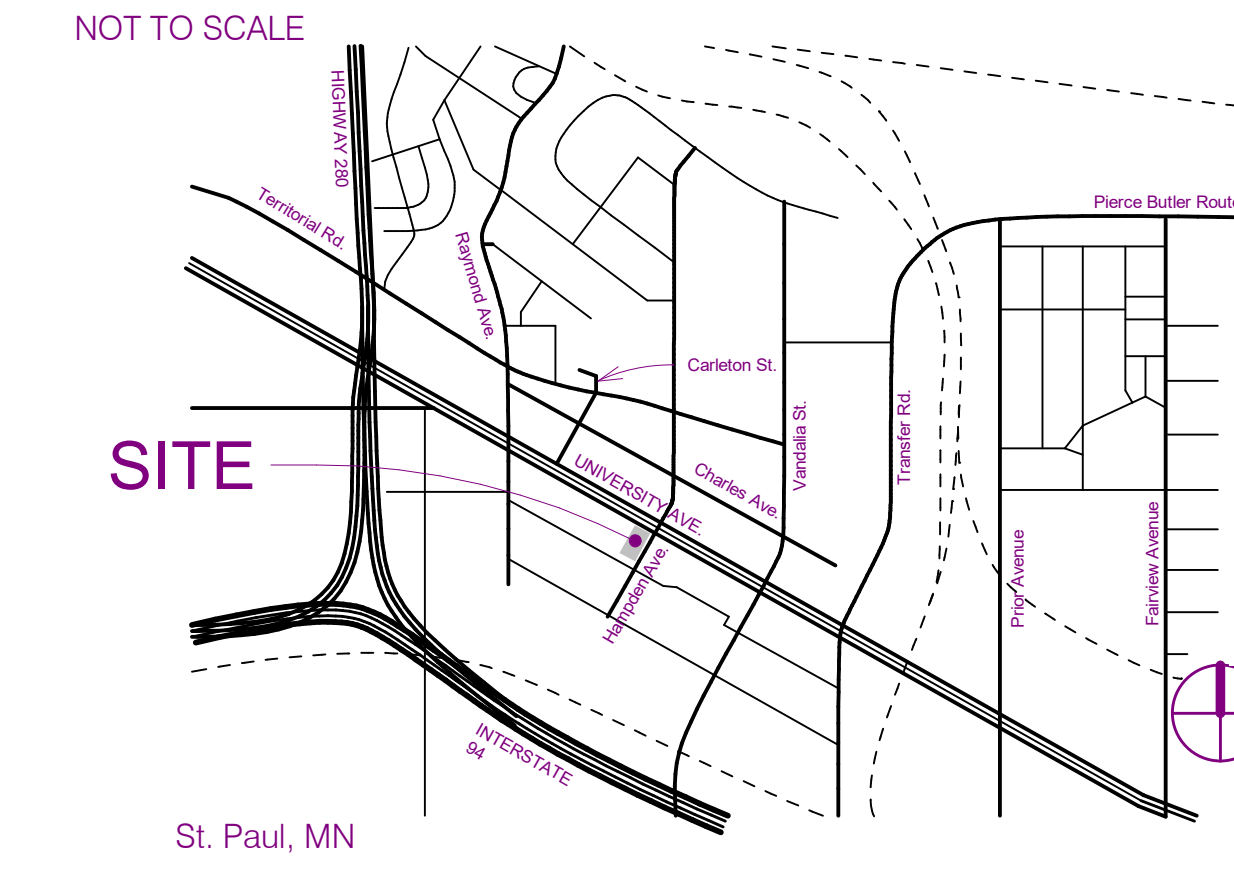 NOT TO SCALE
HIGHWAY 280
Territorial Rd.
Pierce Butler Route
Raymond Ave.
Carleton St.
Vandalia St.
Transfer Rd.
SITE
UNIVERSITY AVE.
Charles Ave.
Hampden Ave.
Prior Avenue
Fairview Avenue
INTERSTATE
94
St. Paul, MN